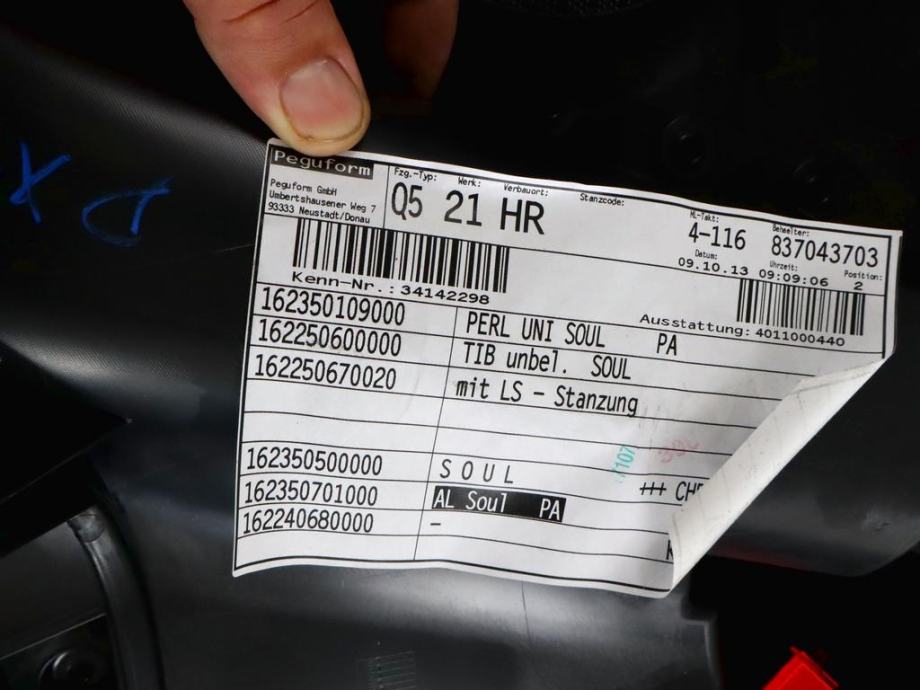 Peguform
Peguform GmbH
Umbertshausener Weg 7
93333 Neustadt/Donau
Fzg.-Typ: Werk: Verbauort: Stanzcode:
Q5 21 HR
ML-Takt: Behaelter:
4-116 837043703
Datum: Uhrzeit: Position:
09.10.13 09:09:06 2
Kenn-Nr.: 34142298
Ausstattung: 4011000440
162350109000 PERL UNI SOUL PA
162250600000 TIB unbel. SOUL
162250670020 mit LS - Stanzung
162350500000 S O U L
+++
162350701000 AL Soul PA
162240680000 -